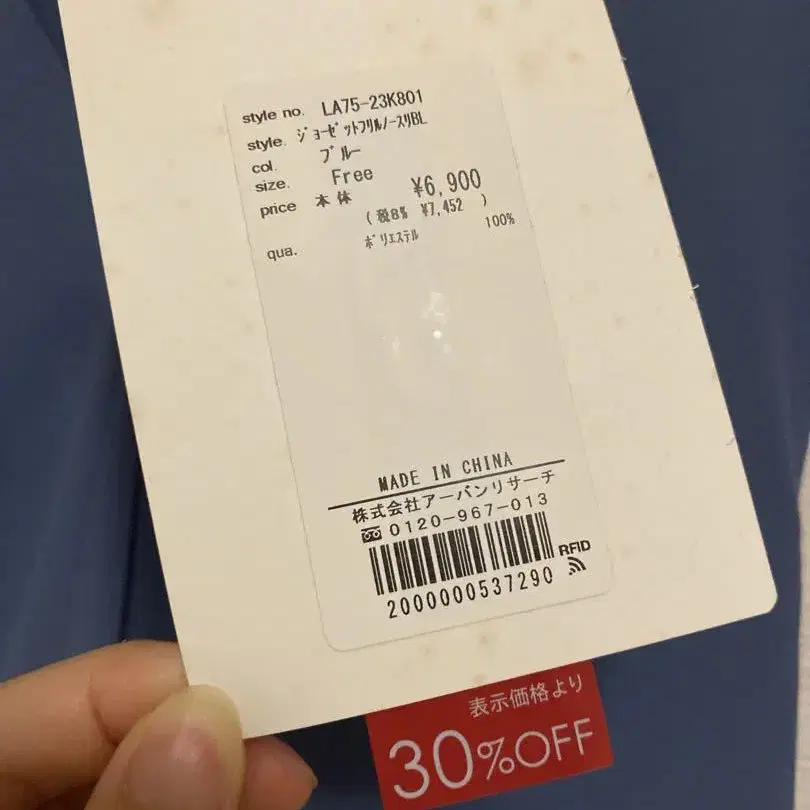 style no. LA75-23K801
style. ｼﾞｮｰｾﾞｯﾄﾌﾘﾙﾉｰｽﾘBL
col. ﾌﾞﾙｰ
size. Free
price 本体 ¥6,900
(税8% ¥7,452 )
qua. ﾎﾟﾘｴｽﾃﾙ 100%
MADE IN CHINA
株式会社アーバンリサーチ
0120-967-013
RFID
2000000537290
表示価格より
30%OFF